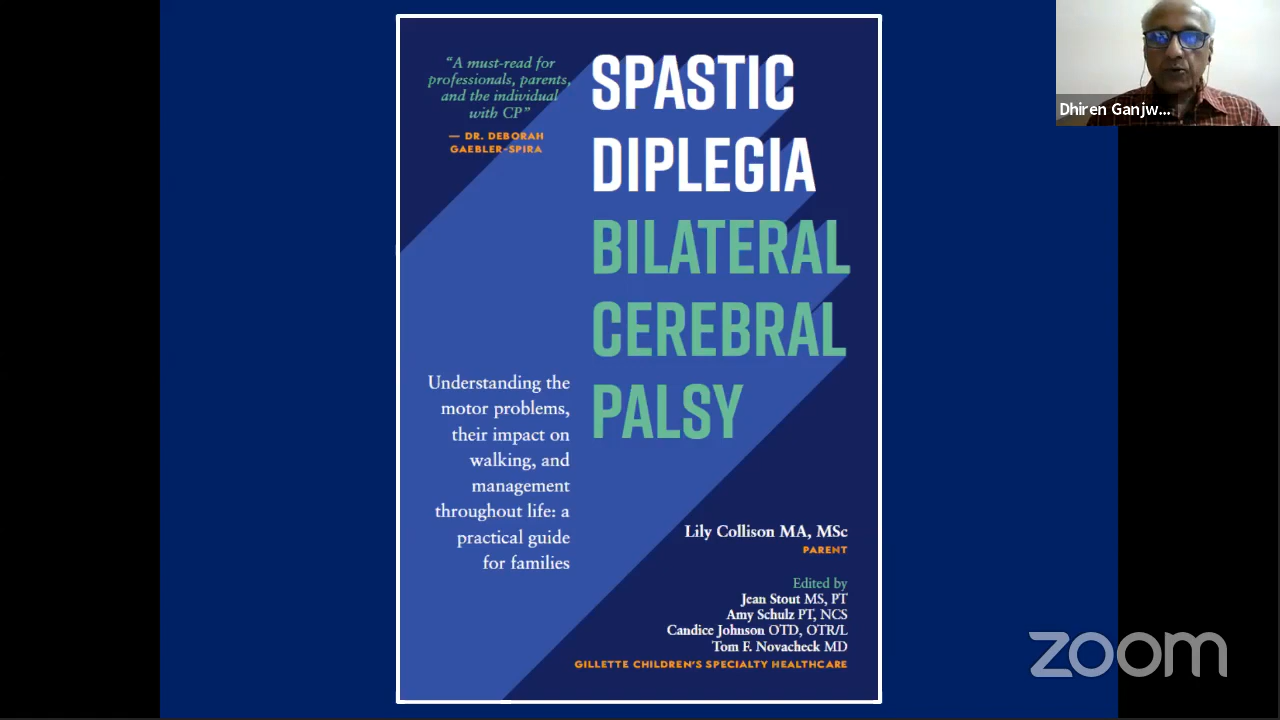 “A must-read for
professionals, parents,
and the individual
with CP”
— DR. DEBORAH
GAEBLER-SPIRA
SPASTIC
DIPLEGIA
BILATERAL
CEREBRAL
PALSY
Understanding the
motor problems,
their impact on
walking, and
management
throughout life: a
practical guide
for families
Lily Collison MA, MSc
PARENT
Edited by
Jean Stout MS, PT
Amy Schulz PT, NCS
Candice Johnson OTD, OTR/L
Tom F. Novacheck MD
GILLETTE CHILDREN'S SPECIALTY HEALTHCARE
Dhiren Ganjw...
zoom